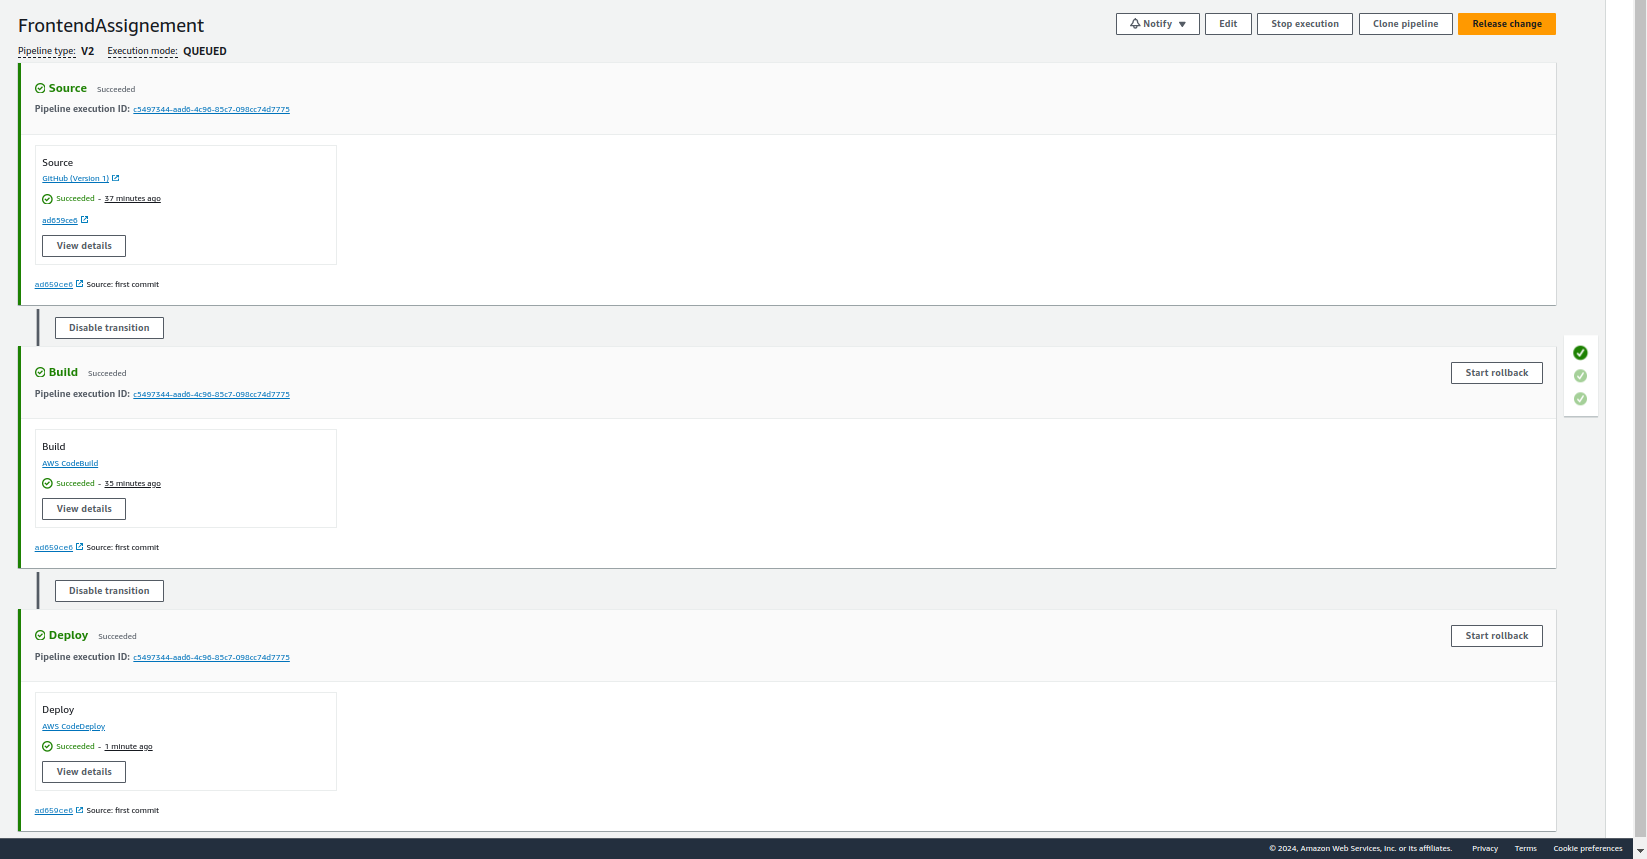 FrontendAssignement
Notify Edit Stop execution Clone pipeline Release change
Pipeline type: V2 Execution mode: QUEUED
Source Succeeded
Pipeline execution ID: c5497344-aad6-4c96-85c7-098cc74d7775
Source
GitHub (Version 1)
Succeeded - 37 minutes ago
ad659ce6
View details
ad659ce6 Source: first commit
Disable transition
Build Succeeded
Start rollback
Pipeline execution ID: c5497344-aad6-4c96-85c7-098cc74d7775
Build
AWS CodeBuild
Succeeded - 35 minutes ago
View details
ad659ce6 Source: first commit
Disable transition
Deploy Succeeded
Start rollback
Pipeline execution ID: c5497344-aad6-4c96-85c7-098cc74d7775
Deploy
AWS CodeDeploy
Succeeded - 1 minute ago
View details
ad659ce6 Source: first commit
© 2024, Amazon Web Services, Inc. or its affiliates. Privacy Terms Cookie preferences